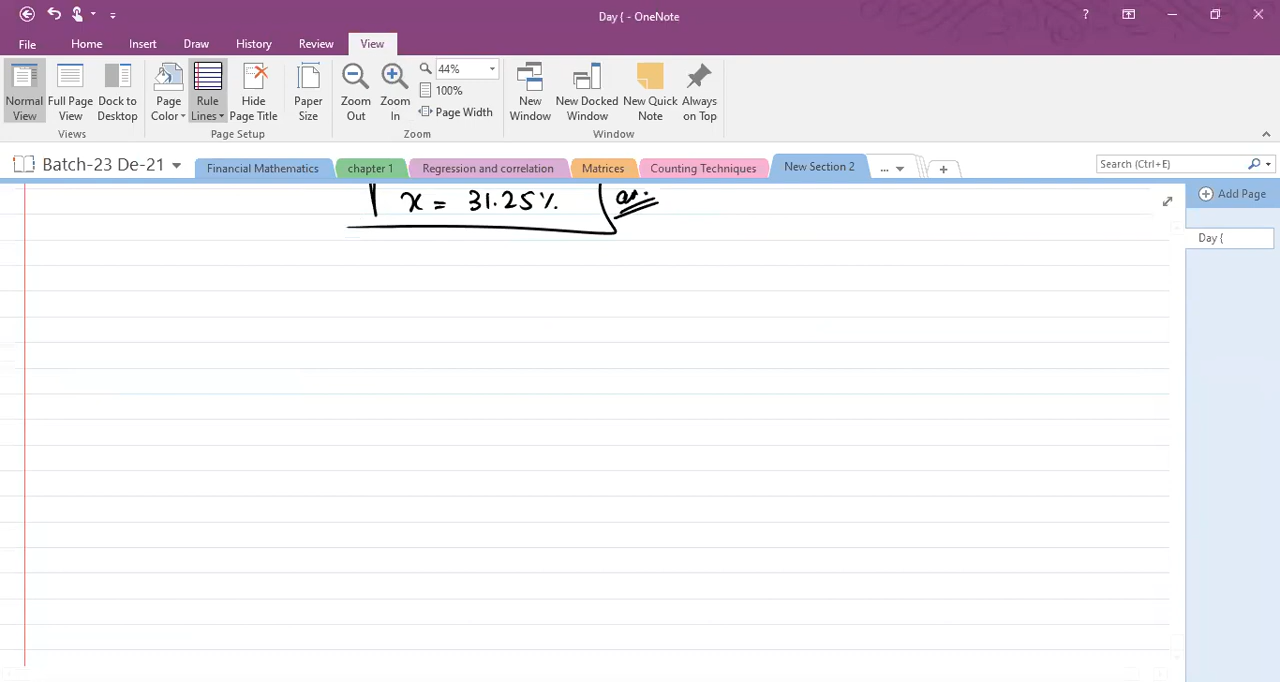 Day { - OneNote
?
File Home Insert Draw History Review View
Normal View
Full Page View
Dock to Desktop
Views
Page Color
Rule Lines
Hide Page Title
Paper Size
Page Setup
Zoom Out
Zoom In
44%
100%
Page Width
Zoom
New Window
New Docked Window
New Quick Note
Always on Top
Window
Batch-23 De-21
Financial Mathematics
chapter 1
Regression and correlation
Matrices
Counting Techniques
New Section 2
...
+
Search (Ctrl+E)
Add Page
Day {
x = 31.25%